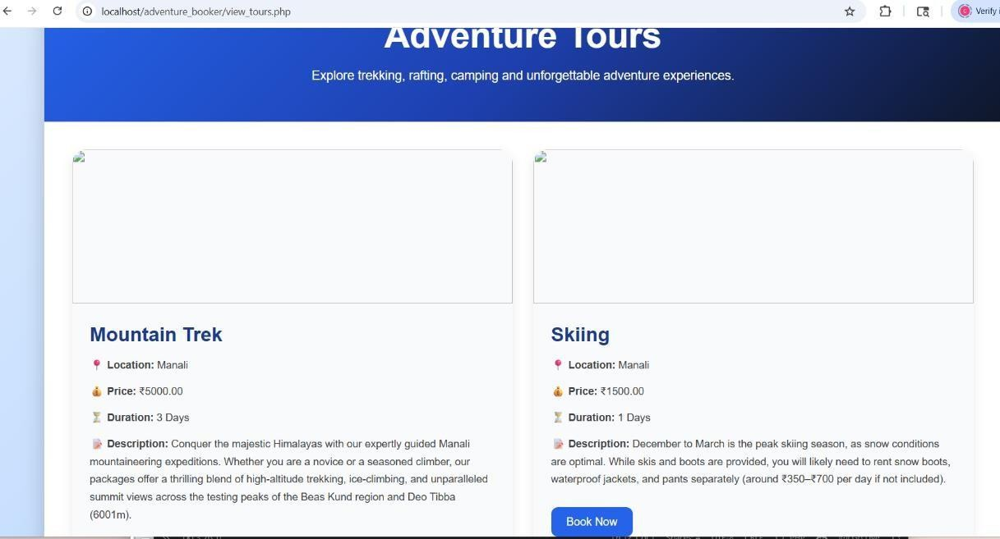 localhost/adventure_booker/view_tours.php
Verify
Adventure Tours
Explore trekking, rafting, camping and unforgettable adventure experiences.
Mountain Trek
📍 Location: Manali
💰 Price: ₹5000.00
⏳ Duration: 3 Days
📝 Description: Conquer the majestic Himalayas with our expertly guided Manali
mountaineering expeditions. Whether you are a novice or a seasoned climber, our
packages offer a thrilling blend of high-altitude trekking, ice-climbing, and unparalleled
summit views across the testing peaks of the Beas Kund region and Deo Tibba
(6001m).
Skiing
📍 Location: Manali
💰 Price: ₹1500.00
⏳ Duration: 1 Days
📝 Description: December to March is the peak skiing season, as snow conditions
are optimal. While skis and boots are provided, you will likely need to rent snow boots,
waterproof jackets, and pants separately (around ₹350–₹700 per day if not included).
Book Now